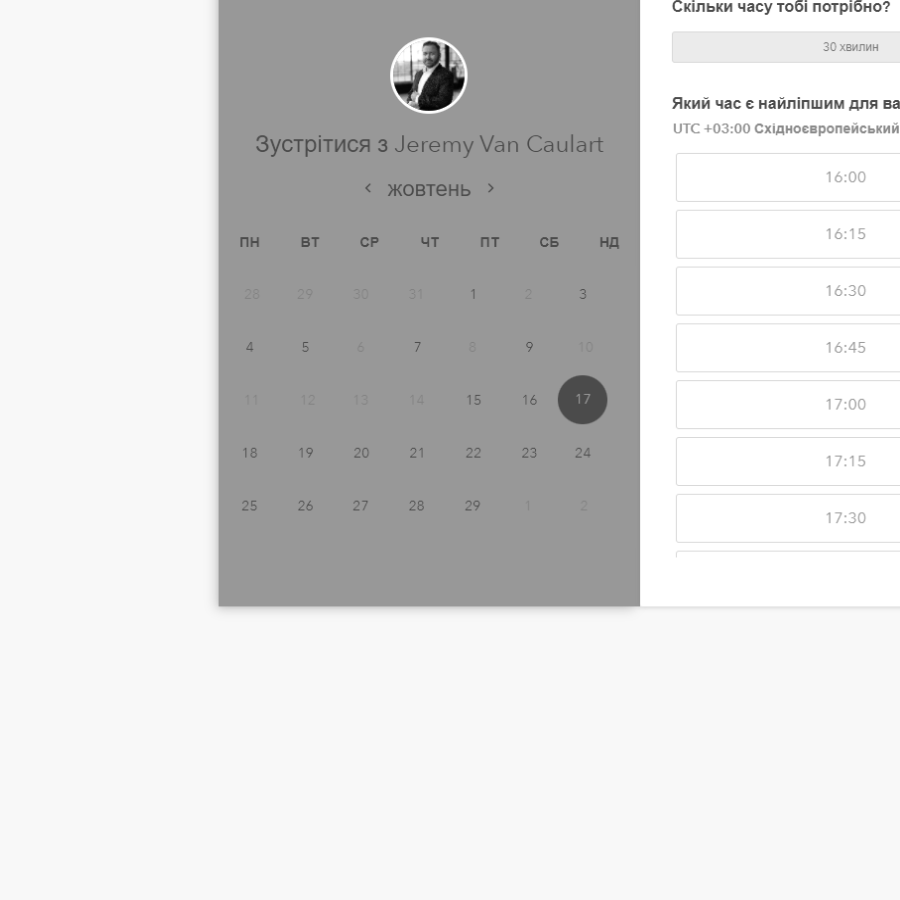 Зустрітися з Jeremy Van Caulart
жовтень
ПН ВТ СР ЧТ ПТ СБ НД
28 29 30 31 1 2 3
4 5 6 7 8 9 10
11 12 13 14 15 16 17
18 19 20 21 22 23 24
25 26 27 28 29 1 2
Скільки часу тобі потрібно?
30 хвилин
Який час є найліпшим для ва
UTC +03:00 Східноєвропейський
16:00
16:15
16:30
16:45
17:00
17:15
17:30